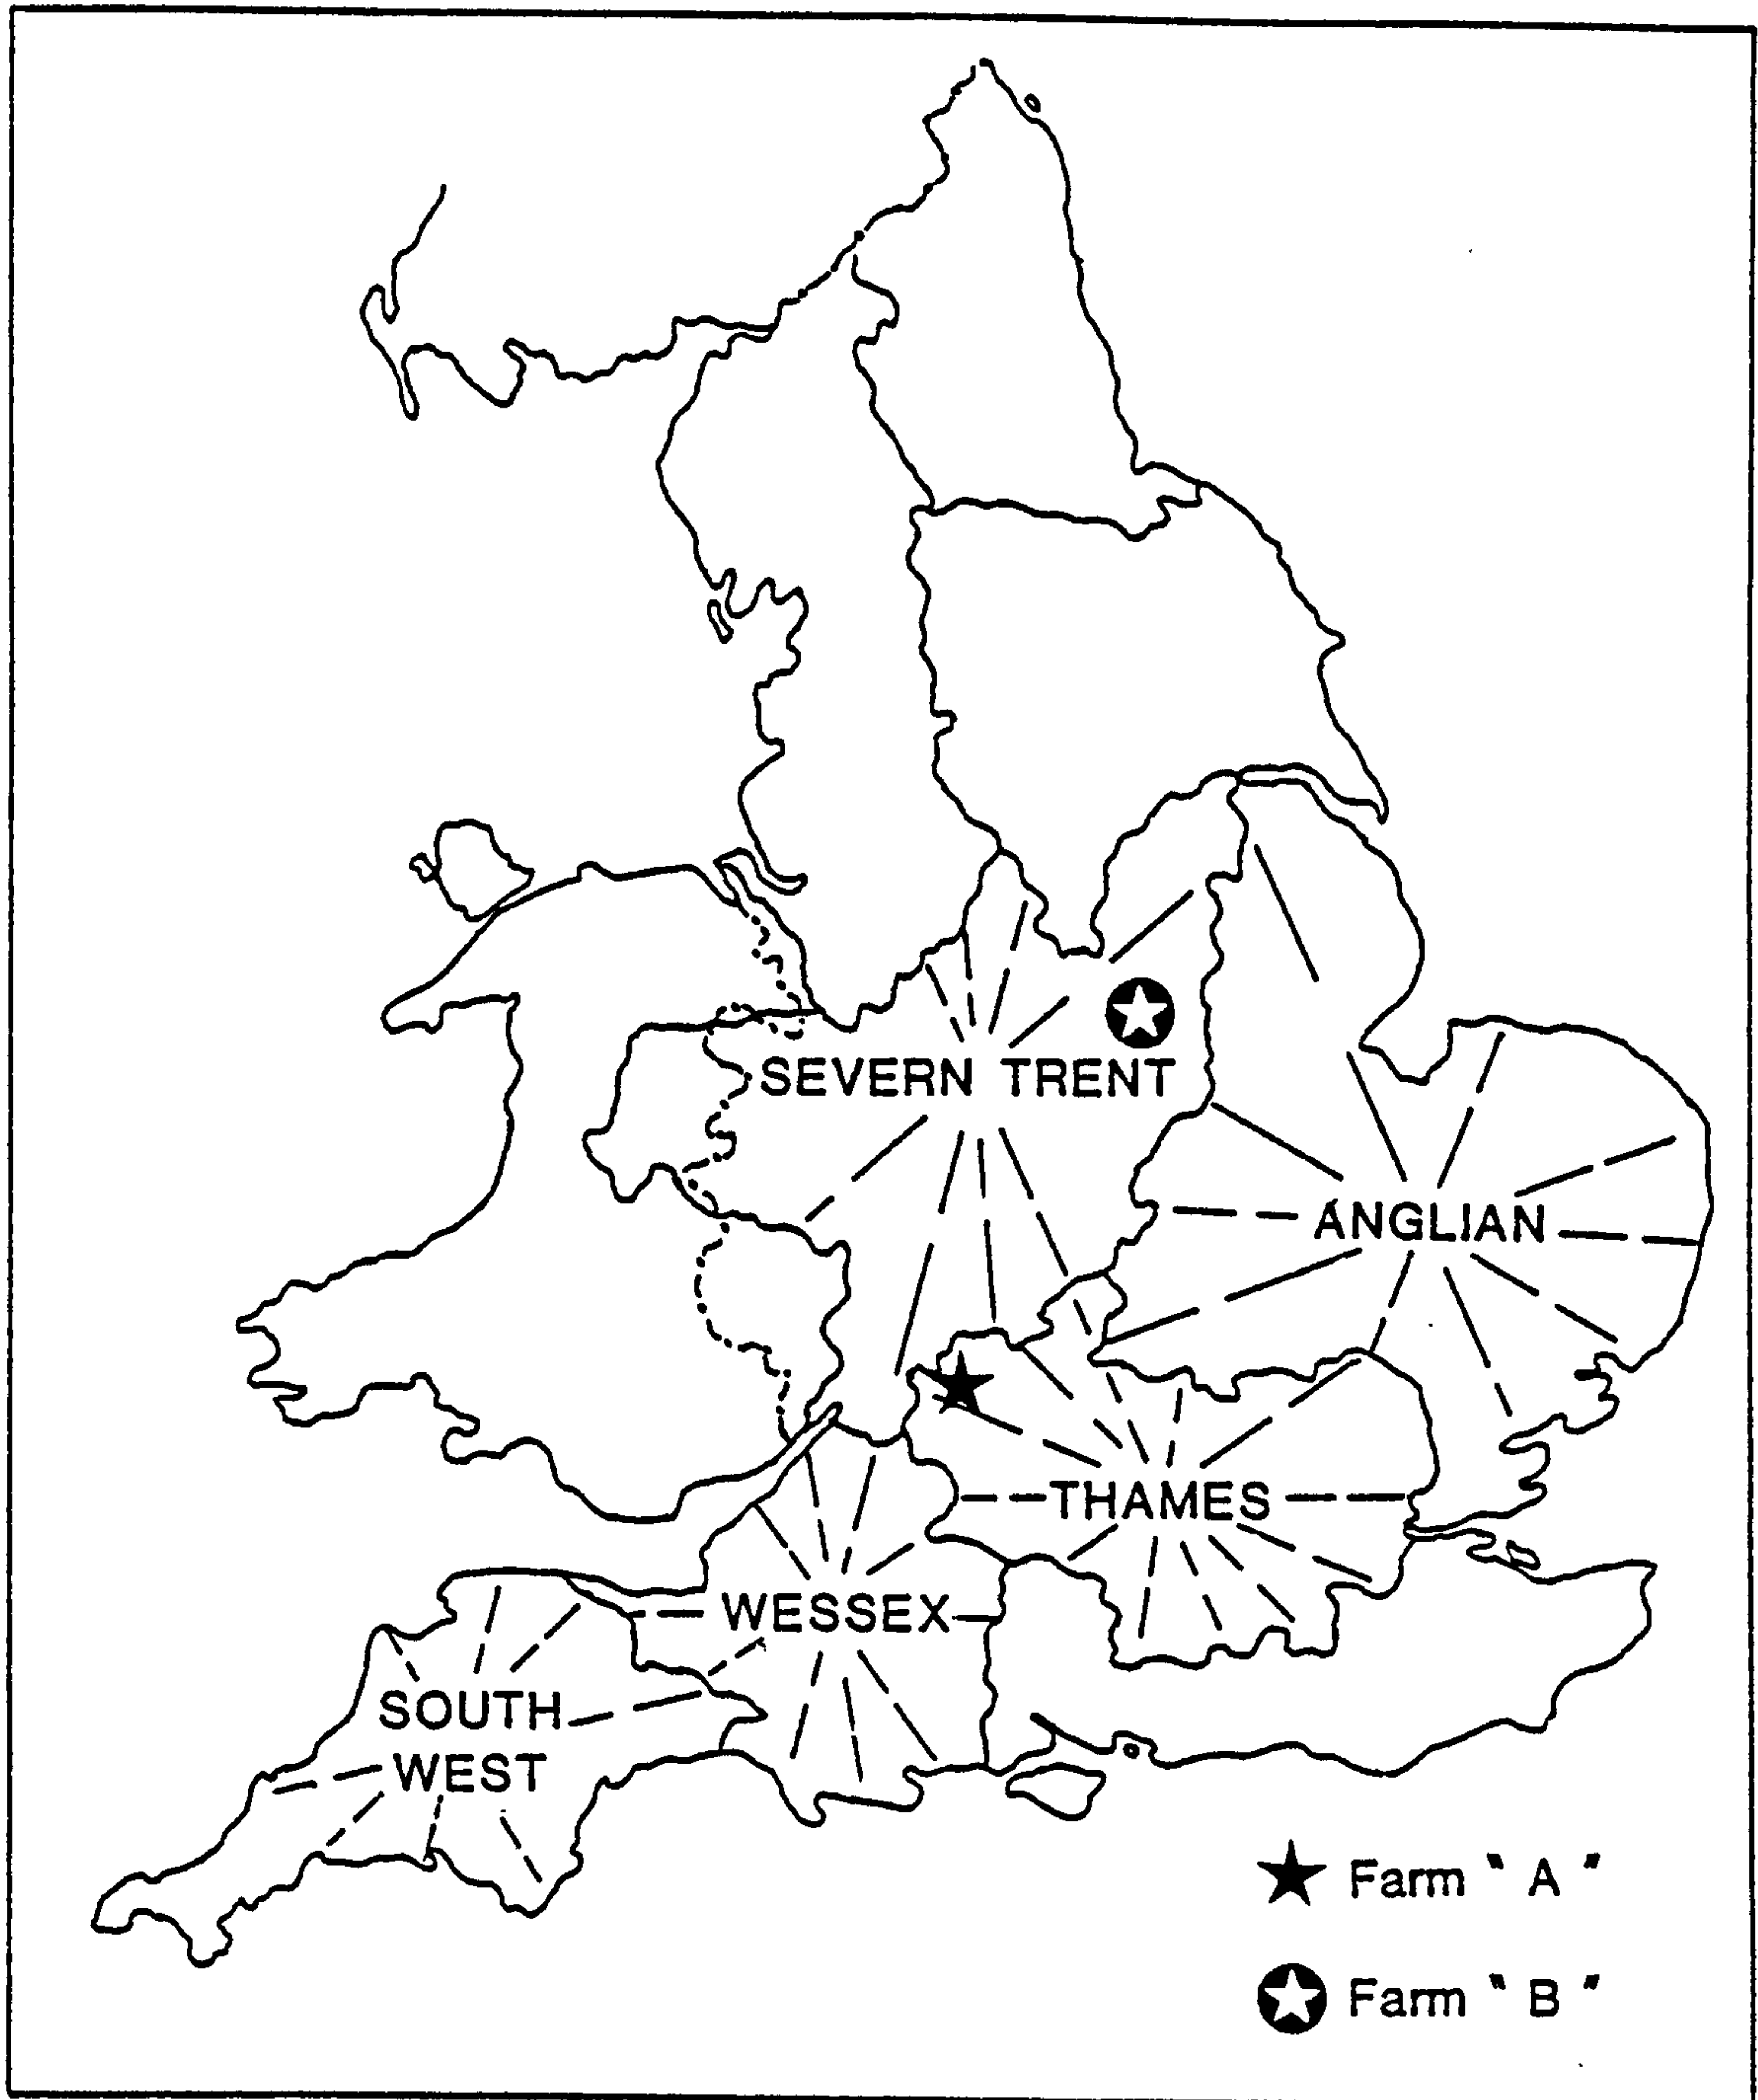 SEVERN TRENT
ANGLIAN
THAMES
WESSEX
SOUTH
WEST
Farm " A "
Farm " B "